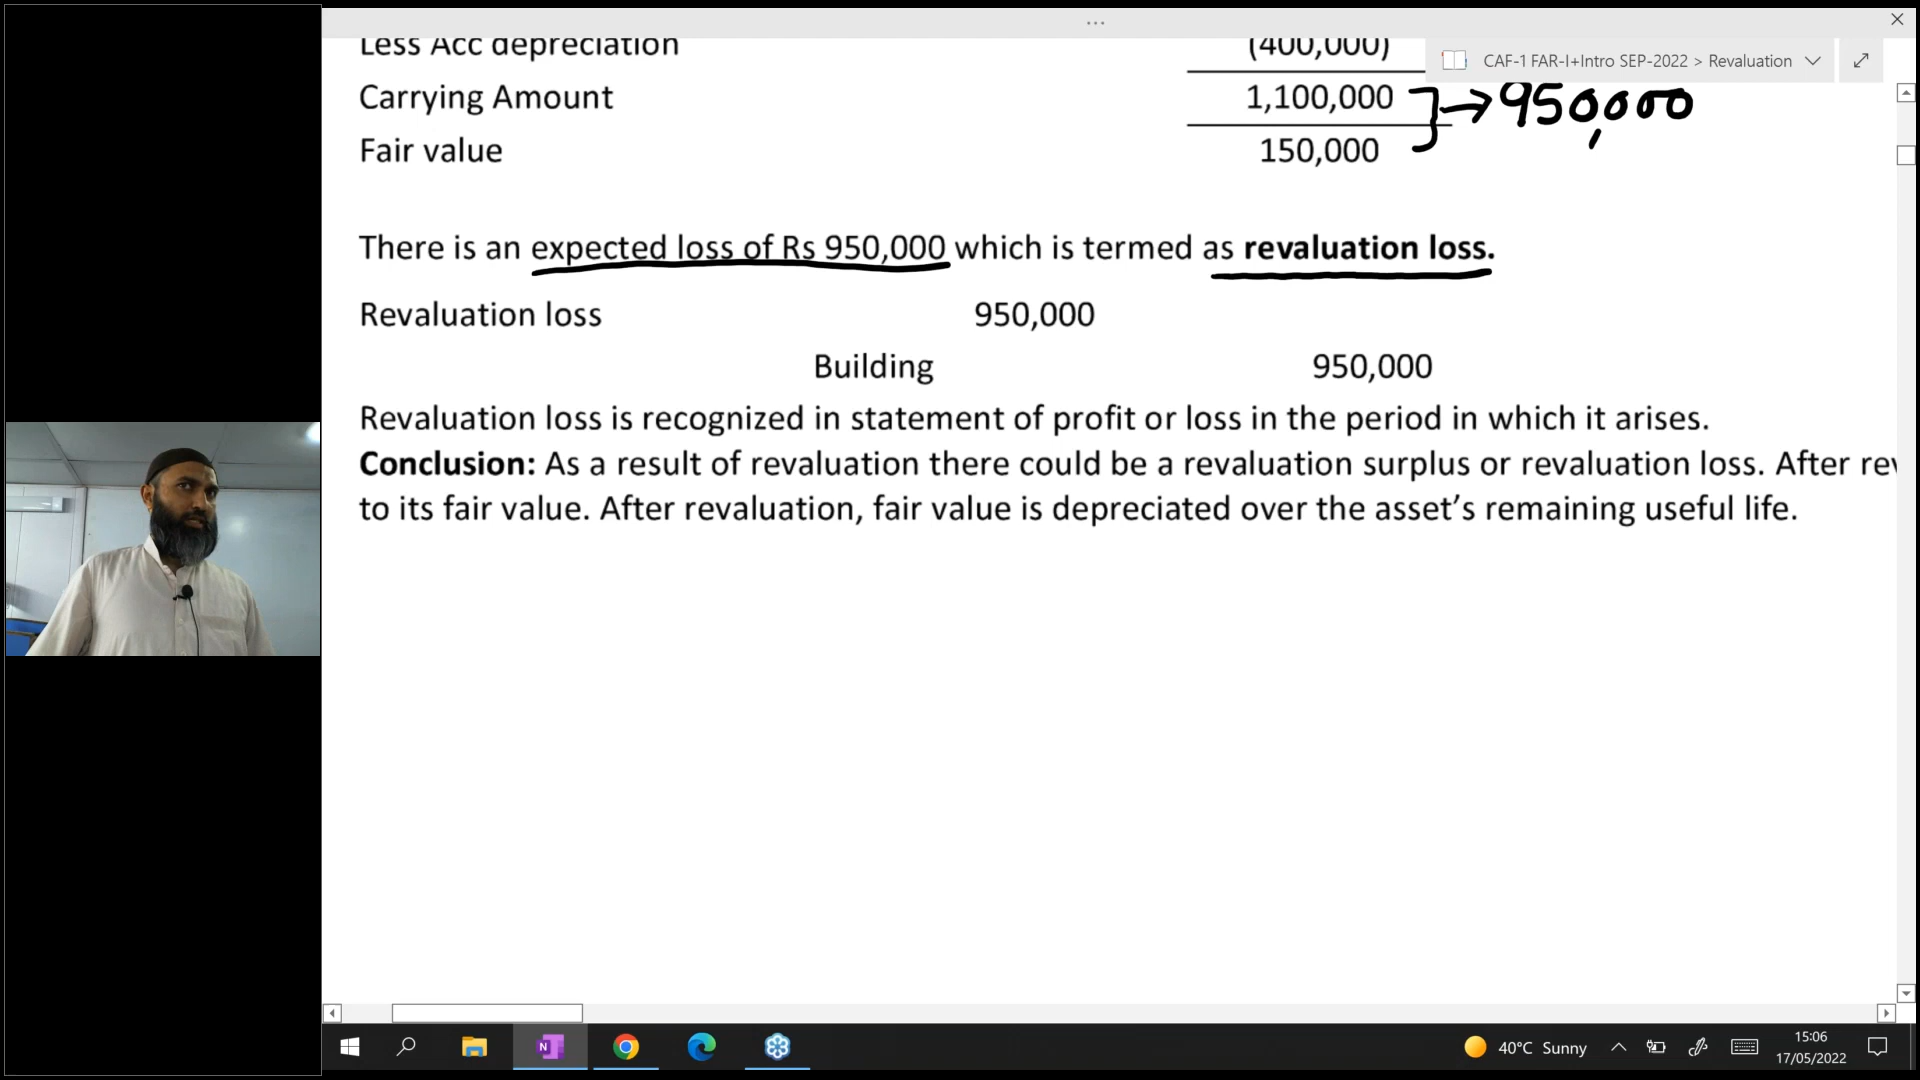 Less Acc depreciation (400,000)
CAF-1 FAR-I+Intro SEP-2022 > Revaluation
Carrying Amount 1,100,000 →950,000
Fair value 150,000
There is an expected loss of Rs 950,000 which is termed as revaluation loss.
Revaluation loss 950,000
Building 950,000
Revaluation loss is recognized in statement of profit or loss in the period in which it arises.
Conclusion: As a result of revaluation there could be a revaluation surplus or revaluation loss. After
to its fair value. After revaluation, fair value is depreciated over the asset’s remaining useful life.
40°C Sunny
15:06
17/05/2022